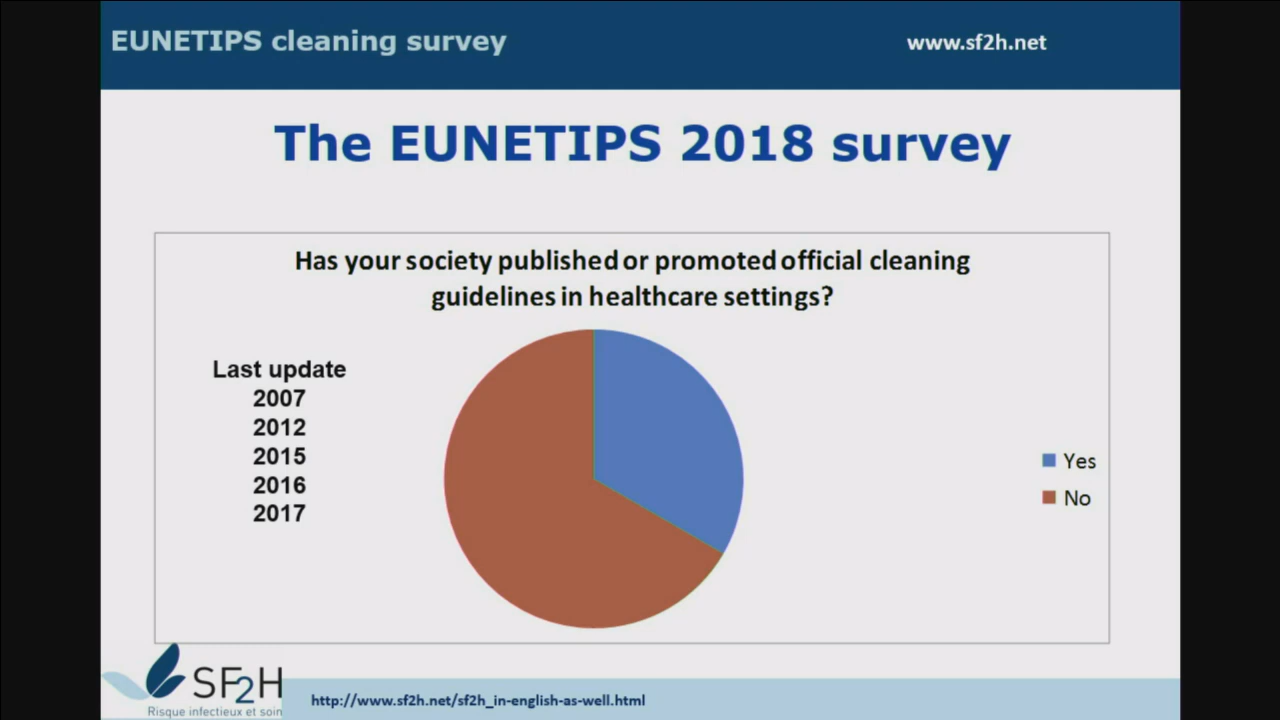 EUNETIPS cleaning survey
www.sf2h.net
The EUNETIPS 2018 survey
Has your society published or promoted official cleaning
guidelines in healthcare settings?
Last update
2007
2012
2015
2016
2017
Yes
No
SF2H
Risque infectieux et soin
http://www.sf2h.net/sf2h_in-english-as-well.html